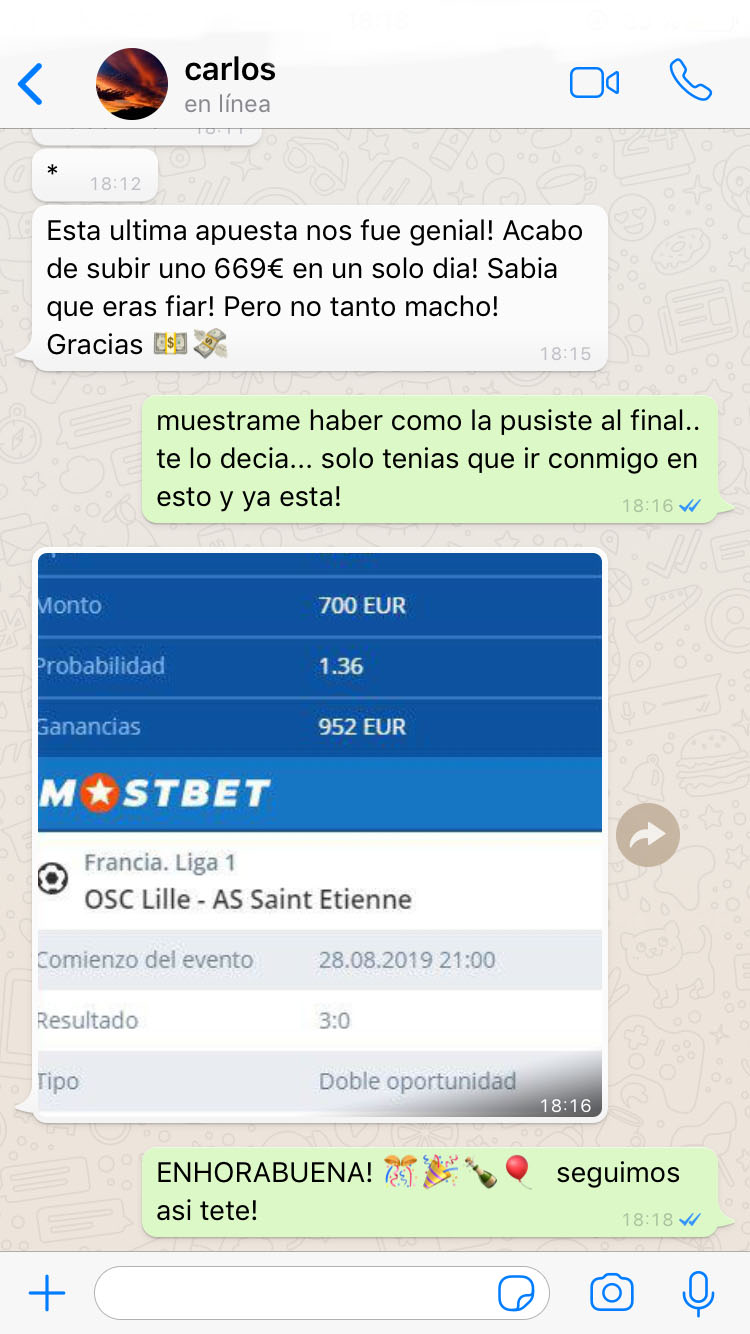 carlos
en línea
18:11
*
18:12
Esta ultima apuesta nos fue genial! Acabo
de subir uno 669€ en un solo dia! Sabia
que eras fiar! Pero no tanto macho!
Gracias 💵💸
18:15
muestrame haber como la pusiste al final..
te lo decia... solo tenias que ir conmigo en
esto y ya esta!
18:16
Monto 700 EUR
Probabilidad 1.36
Ganancias 952 EUR
MOSTBET
Francia. Liga 1
OSC Lille - AS Saint Etienne
Comienzo del evento 28.08.2019 21:00
Resultado 3:0
Tipo Doble oportunidad
18:16
ENHORABUENA! 🎊🎉🍾🎈 seguimos
asi tete!
18:18